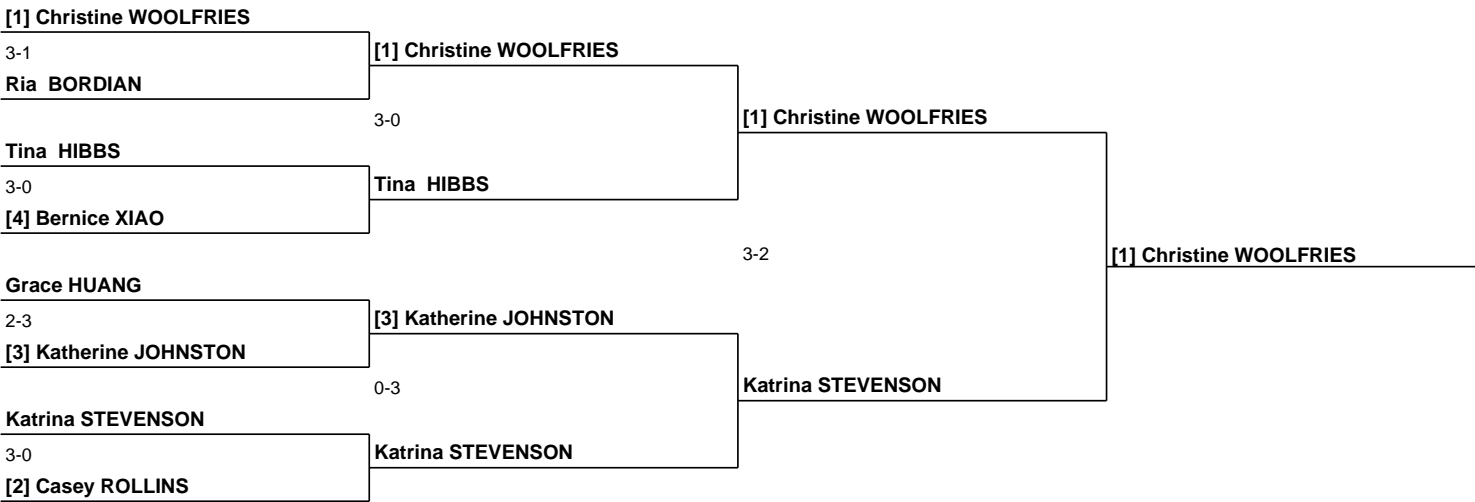 [1] Christine WOOLFRIES
3-1
[1] Christine WOOLFRIES
Ria BORDIAN
3-0
[1] Christine WOOLFRIES
Tina HIBBS
3-0
Tina HIBBS
[4] Bernice XIAO
3-2
[1] Christine WOOLFRIES
Grace HUANG
2-3
[3] Katherine JOHNSTON
[3] Katherine JOHNSTON
0-3
Katrina STEVENSON
Katrina STEVENSON
3-0
Katrina STEVENSON
[2] Casey ROLLINS